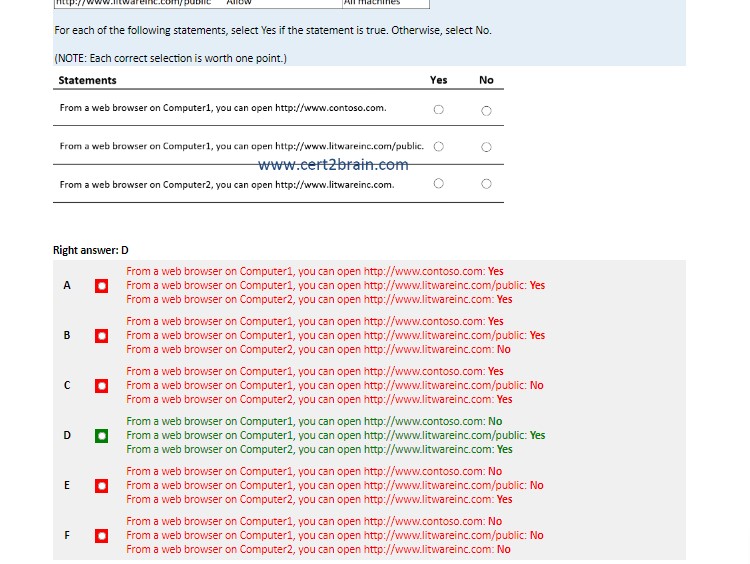 http://www.litwareinc.com/public Allow All machines
For each of the following statements, select Yes if the statement is true. Otherwise, select No.
(NOTE: Each correct selection is worth one point.)
Statements Yes No
From a web browser on Computer1, you can open http://www.contoso.com.
From a web browser on Computer1, you can open http://www.litwareinc.com/public.
www.cert2brain.com
From a web browser on Computer2, you can open http://www.litwareinc.com.
Right answer: D
From a web browser on Computer1, you can open http://www.contoso.com: Yes
A From a web browser on Computer1, you can open http://www.litwareinc.com/public: Yes
From a web browser on Computer2, you can open http://www.litwareinc.com: Yes
From a web browser on Computer1, you can open http://www.contoso.com: Yes
B From a web browser on Computer1, you can open http://www.litwareinc.com/public: Yes
From a web browser on Computer2, you can open http://www.litwareinc.com: No
From a web browser on Computer1, you can open http://www.contoso.com: Yes
C From a web browser on Computer1, you can open http://www.litwareinc.com/public: No
From a web browser on Computer2, you can open http://www.litwareinc.com: Yes
From a web browser on Computer1, you can open http://www.contoso.com: No
D From a web browser on Computer1, you can open http://www.litwareinc.com/public: Yes
From a web browser on Computer2, you can open http://www.litwareinc.com: Yes
From a web browser on Computer1, you can open http://www.contoso.com: No
E From a web browser on Computer1, you can open http://www.litwareinc.com/public: No
From a web browser on Computer2, you can open http://www.litwareinc.com: Yes
From a web browser on Computer1, you can open http://www.contoso.com: No
F From a web browser on Computer1, you can open http://www.litwareinc.com/public: No
From a web browser on Computer2, you can open http://www.litwareinc.com: No